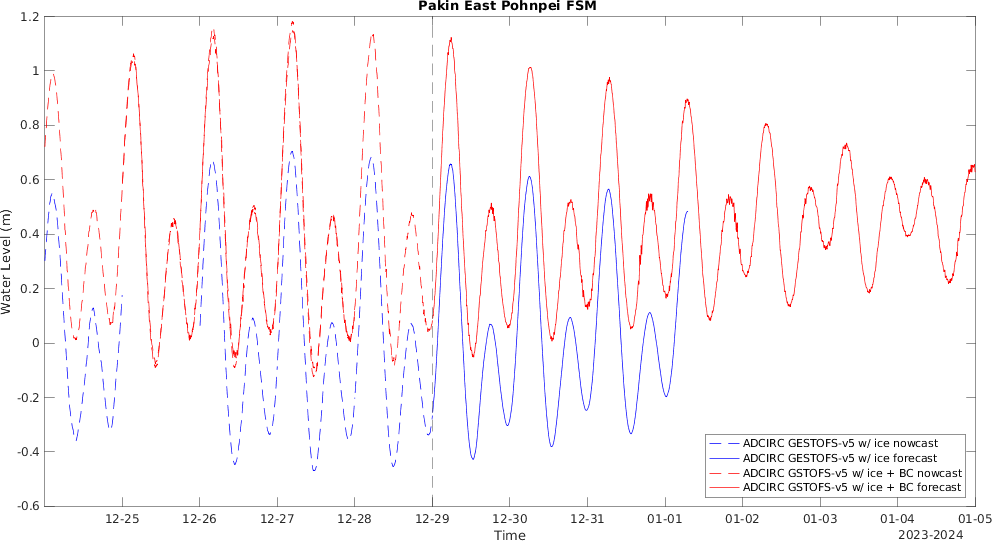 Pakin East Pohnpei FSM
1.2
1
0.8
0.6
0.4
0.2
0
-0.2
-0.4
-0.6
Water Level (m)
ADCIRC GESTOFS-v5 w/ ice nowcast
ADCIRC GESTOFS-v5 w/ ice forecast
ADCIRC GSTOFS-v5 w/ ice + BC nowcast
ADCIRC GSTOFS-v5 w/ ice + BC forecast
12-25 12-26 12-27 12-28 12-29 12-30 12-31 01-01 01-02 01-03 01-04 01-05
Time
2023-2024